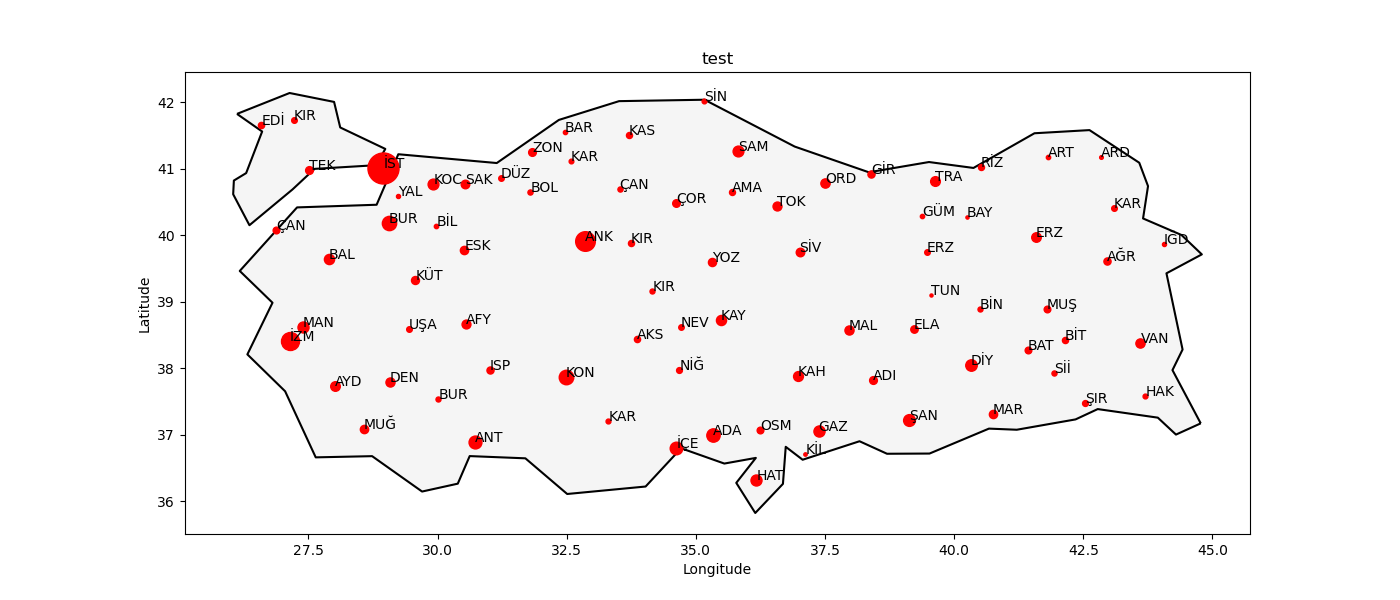 test
42
41
40
39
38
37
36
Latitude
SİN
EDİ
KIR
BAR
KAS
ZON
KAR
SAM
TEK
İST
DÜZ
GİR
RİZ
ART
ARD
KOC
SAK
YAL
BOL
ÇAN
AMA
ORD
TRA
ÇOR
TOK
KAR
ÇAN
BUR
BİL
GÜM
BAY
ANK
KIR
ERZ
IGD
BAL
ESK
YOZ
SİV
ERZ
AĞR
KÜT
KIR
TUN
BİN
MUŞ
MAN
İZM
UŞA
AFY
AKS
NEV
KAY
MAL
ELA
BAT
BİT
VAN
AYD
DEN
ISP
KON
NİĞ
KAH
ADI
DİY
Sİİ
BUR
ŞIR
HAK
MUĞ
ANT
KAR
İÇE
ADA
OSM
GAZ
ŞAN
MAR
KİL
HAT
27.5
30.0
32.5
35.0
37.5
40.0
42.5
45.0
Longitude